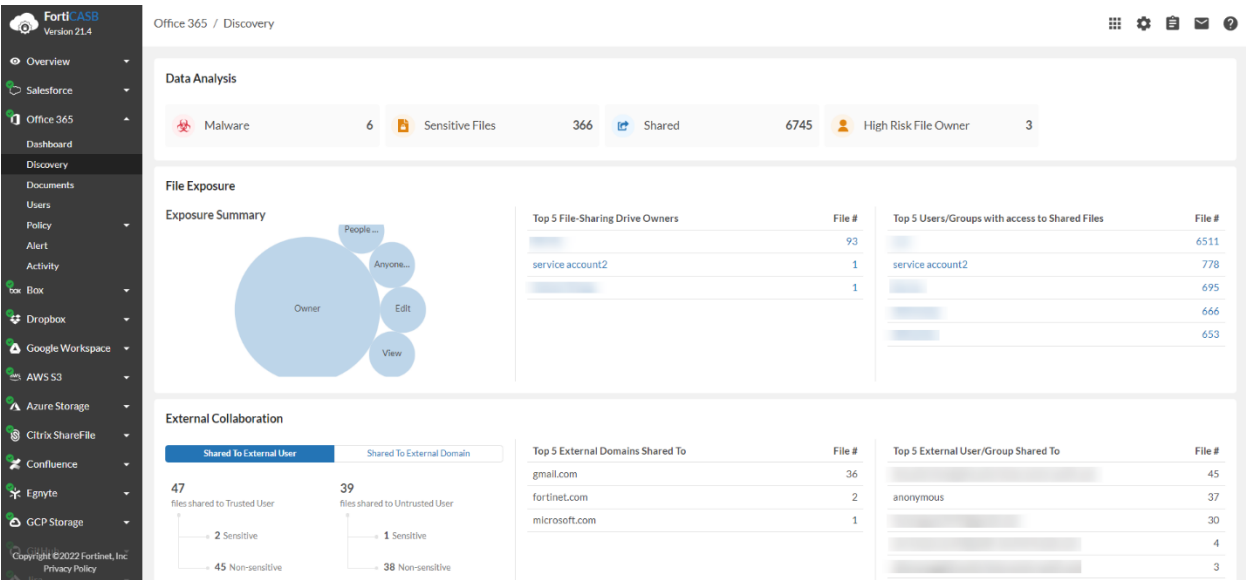 FortiCASB
Version 21.4
Office 365 / Discovery
Overview
Salesforce
Office 365
Dashboard
Discovery
Documents
Users
Policy
Alert
Activity
Box
Dropbox
Google Workspace
AWS S3
Azure Storage
Citrix ShareFile
Confluence
Egnyte
GCP Storage
Copyright ©2022 Fortinet, Inc
Privacy Policy
Data Analysis
Malware 6
Sensitive Files 366
Shared 6745
High Risk File Owner 3
File Exposure
Exposure Summary
People ...
Anyone...
Owner
Edit
View
Top 5 File-Sharing Drive Owners File #
93
service account2 1
1
Top 5 Users/Groups with access to Shared Files File #
6511
service account2 778
695
666
653
External Collaboration
Shared To External User Shared To External Domain
47
files shared to Trusted User
2 Sensitive
45 Non-sensitive
39
files shared to Untrusted User
1 Sensitive
38 Non-sensitive
Top 5 External Domains Shared To File #
gmail.com 36
fortinet.com 2
microsoft.com 1
Top 5 External User/Group Shared To File #
45
anonymous 37
30
4
3